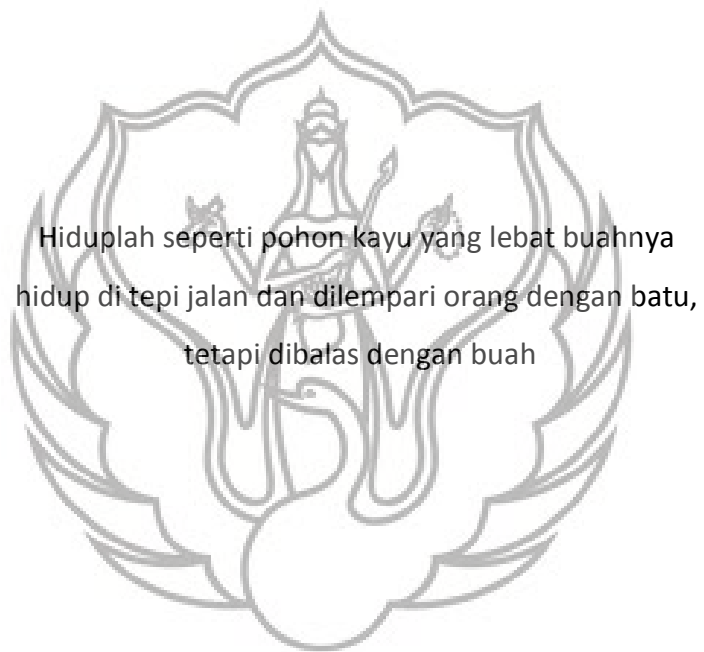 Hiduplah seperti pohon kayu yang lebat buahnya
hidup di tepi jalan dan dilempari orang dengan batu,
tetapi dibalas dengan buah